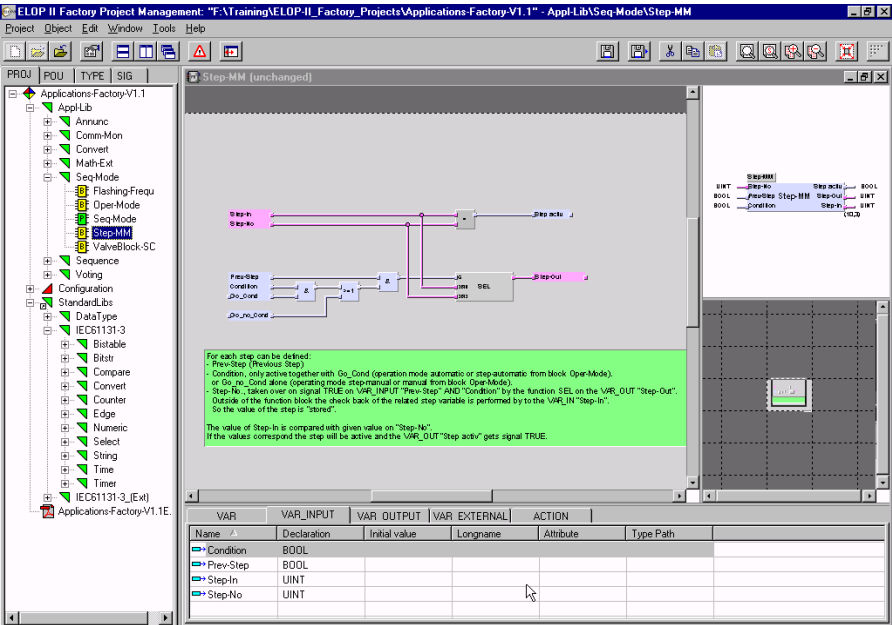 ELOP II Factory Project Management: "F:\Training\ELOP-II_Factory_Projects\Applications-Factory-V1.1" - Appl-Lib\Seq-Mode\Step-MM
Project Object Edit Window Tools Help
PROJ POU TYPE SIG
Applications-Factory-V1.1
Appl-Lib
Annunc
Comm-Mon
Convert
Math-Ext
Seq-Mode
Flashing-Frequ
Oper-Mode
Seq-Mode
Step-MM
ValveBlock-SC
Sequence
Voting
Configuration
StandardLibs
DataType
IEC61131-3
Bistable
Bitstr
Compare
Convert
Counter
Edge
Numeric
Select
String
Time
Timer
IEC61131-3_(Ext)
Applications-Factory-V1.1E.
Step-MM (unchanged)
Step-In
Step-No
=
Step activ
Prev-Step
Condition
Go_Cond
Go_no_Cond
&
>=1
&
G
IN0
IN1
SEL
Step-Out
For each step can be defined:
- Prev-Step (Previous Step)
- Condition, only active together with Go_Cond (operation mode automatic or step-automatic from block Oper-Mode).
or Go_no_Cond alone (operating mode step-manual or manual from block Oper-Mode).
- Step-No., taken over on signal TRUE on VAR_INPUT "Prev-Step" AND "Condition" by the function SEL on the VAR_OUT "Step-Out".
Outside of the function block the check back of the related step variable is performed by to the VAR_IN "Step-In".
So the value of the step is "stored".
The value of Step-In is compared with given value on "Step-No".
If the values correspond the step will be active and the VAR_OUT "Step activ" gets signal TRUE.
Step-MM
UINT Step-No Step activ BOOL
BOOL Prev-Step Step-MM Step-Out UINT
BOOL Condition Step-In UINT
VAR VAR_INPUT VAR_OUTPUT VAR_EXTERNAL ACTION
Name Declaration Initial value Longname Attribute Type Path
Condition BOOL
Prev-Step BOOL
Step-In UINT
Step-No UINT